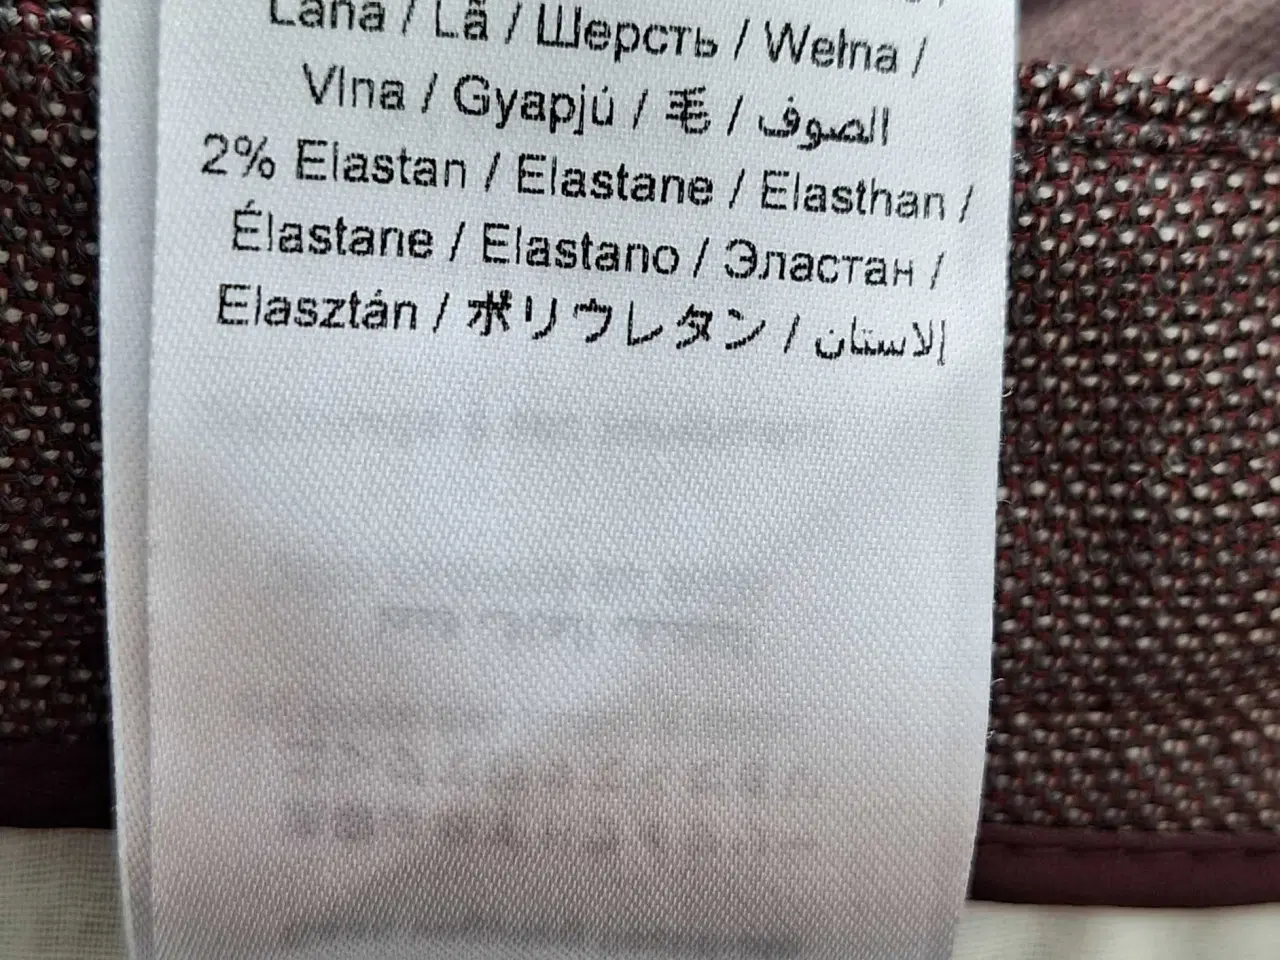 Lana / Lã / Шерсть / Wełna /
Vlna / Gyapjú / 毛 / الصوف
2% Elastan / Elastane / Elasthan /
Élastane / Elastano / Эластан /
Elasztán / ポリウレタン / إلاستان